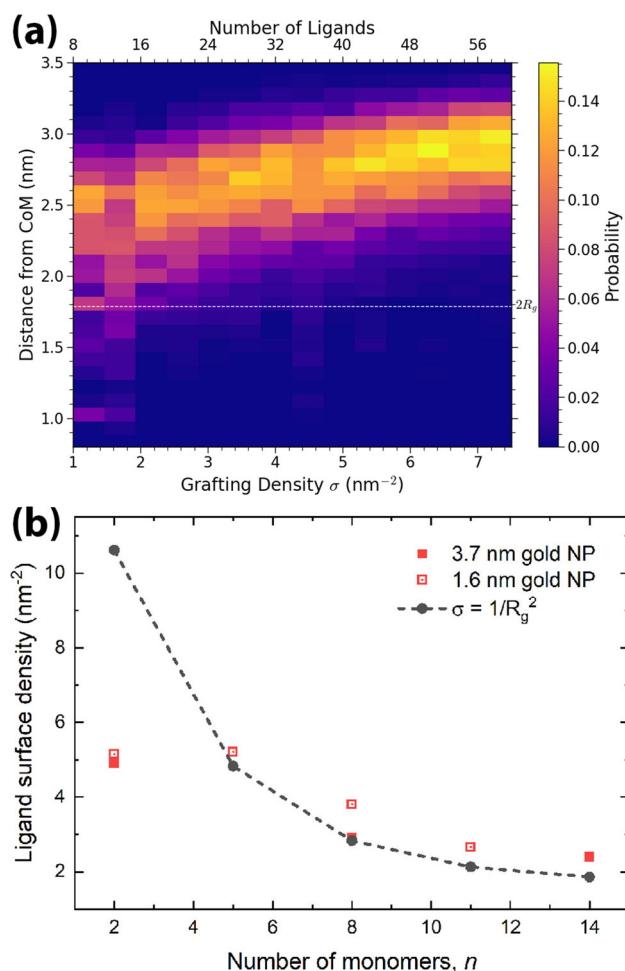 (a)
Number of Ligands
8 16 24 32 40 48 56
3.5
3.0
2.5
2.0
1.5
1.0
Distance from CoM (nm)
2Rg
1 2 3 4 5 6 7
Grafting Density σ (nm⁻²)
0.14
0.12
0.10
0.08
0.06
0.04
0.02
0.00
Probability
(b)
3.7 nm gold NP
1.6 nm gold NP
σ = 1/Rg²
10
8
6
4
2
Ligand surface density (nm⁻²)
2 4 6 8 10 12 14
Number of monomers, n